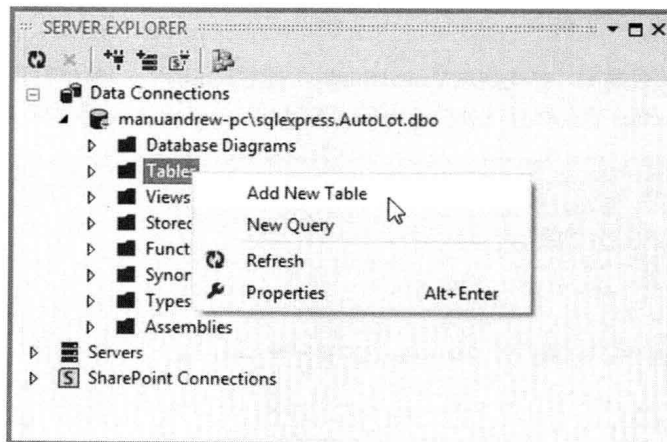 SERVER EXPLORER
Data Connections
manuandrew-pc\sqlexpress.AutoLot.dbo
Database Diagrams
Tables
Add New Table
Views
New Query
Stored
Funct
Refresh
Synor
Properties Alt+Enter
Types
Assemblies
Servers
SharePoint Connections